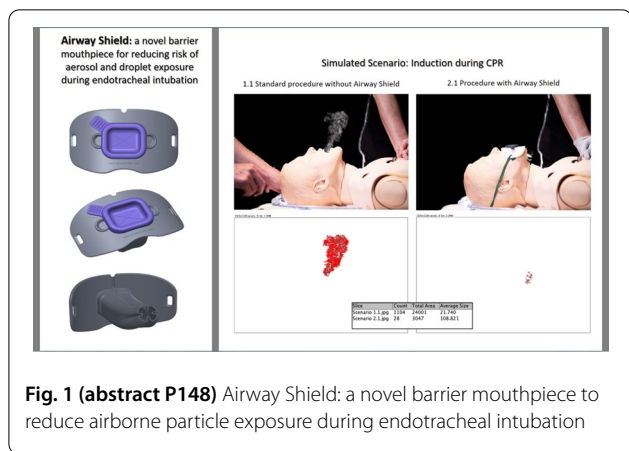 Airway Shield: a novel barrier
mouthpiece for reducing risk of
aerosol and droplet exposure
during endotracheal intubation
Simulated Scenario: Induction during CPR
1.1 Standard procedure without Airway Shield
2.1 Procedure with Airway Shield
Slice Count Total Area Average Size
Scenario 1.1.jpg 1104 24001 21.740
Scenario 2.1.jpg 28 3047 108.821
Fig. 1 (abstract P148) Airway Shield: a novel barrier mouthpiece to
reduce airborne particle exposure during endotracheal intubation